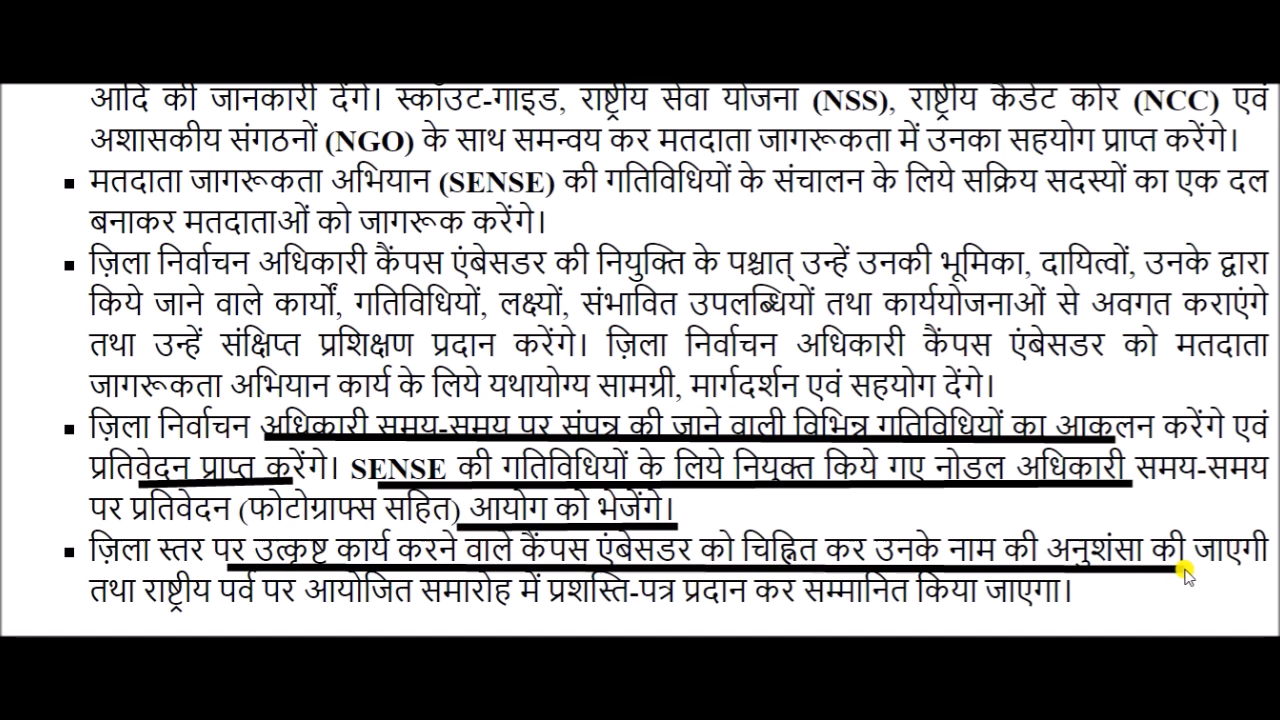 आदि की जानकारी देंगे। स्कॉउट-गाइड, राष्ट्रीय सेवा योजना (NSS), राष्ट्रीय कैडेट कोर (NCC) एवं
अशासकीय संगठनों (NGO) के साथ समन्वय कर मतदाता जागरूकता में उनका सहयोग प्राप्त करेंगे।
▪ मतदाता जागरूकता अभियान (SENSE) की गतिविधियों के संचालन के लिये सक्रिय सदस्यों का एक दल
बनाकर मतदाताओं को जागरूक करेंगे।
▪ ज़िला निर्वाचन अधिकारी कैंपस एंबेसडर की नियुक्ति के पश्चात् उन्हें उनकी भूमिका, दायित्वों, उनके द्वारा
किये जाने वाले कार्यों, गतिविधियों, लक्ष्यों, संभावित उपलब्धियों तथा कार्ययोजनाओं से अवगत कराएंगे
तथा उन्हें संक्षिप्त प्रशिक्षण प्रदान करेंगे। ज़िला निर्वाचन अधिकारी कैंपस एंबेसडर को मतदाता
जागरूकता अभियान कार्य के लिये यथायोग्य सामग्री, मार्गदर्शन एवं सहयोग देंगे।
▪ ज़िला निर्वाचन अधिकारी समय-समय पर संपन्न की जाने वाली विभिन्न गतिविधियों का आकलन करेंगे एवं
प्रतिवेदन प्राप्त करेंगे। SENSE की गतिविधियों के लिये नियुक्त किये गए नोडल अधिकारी समय-समय
पर प्रतिवेदन (फोटोग्राफ्स सहित) आयोग को भेजेंगे।
▪ ज़िला स्तर पर उत्कृष्ट कार्य करने वाले कैंपस एंबेसडर को चिह्नित कर उनके नाम की अनुशंसा की जाएगी
तथा राष्ट्रीय पर्व पर आयोजित समारोह में प्रशस्ति-पत्र प्रदान कर सम्मानित किया जाएगा।